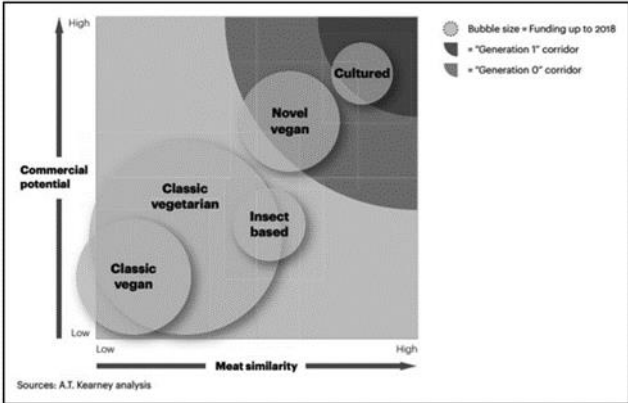 High
Commercial
potential
Low
Cultured
Novel
vegan
Classic
vegetarian
Insect
based
Classic
vegan
Low
High
Meat similarity
Bubble size = Funding up to 2018
= "Generation 1" corridor
= "Generation 0" corridor
Sources: A.T. Kearney analysis